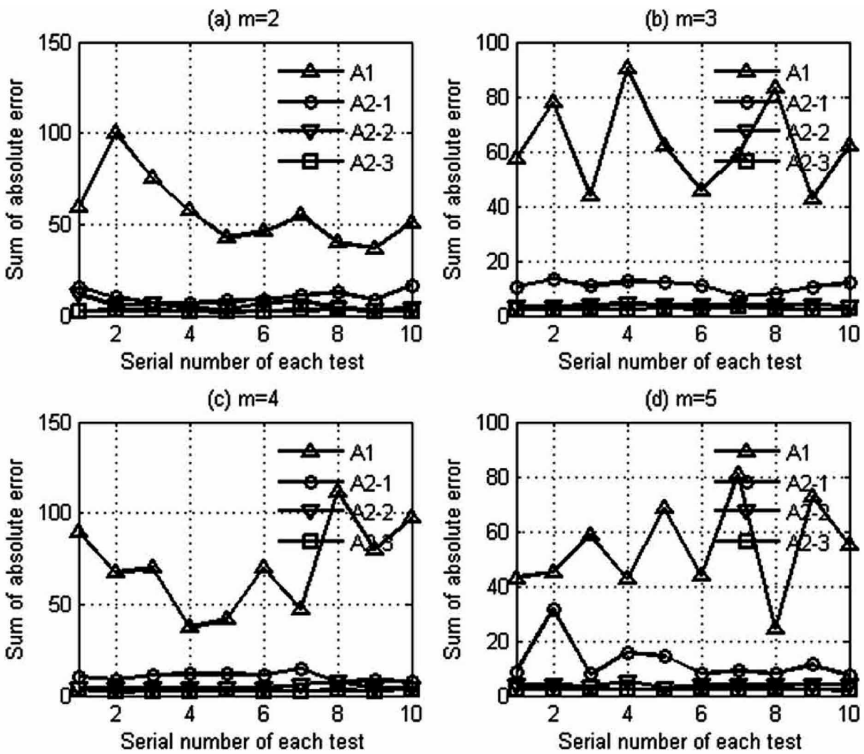 (a) m=2
150
100
50
0
Sum of absolute error
A1
A2-1
A2-2
A2-3
2 4 6 8 10
Serial number of each test
(b) m=3
100
80
60
40
20
0
Sum of absolute error
A1
A2-1
A2-2
A2-3
2 4 6 8 10
Serial number of each test
(c) m=4
150
100
50
0
Sum of absolute error
A1
A2-1
A2-2
A2-3
2 4 6 8 10
Serial number of each test
(d) m=5
100
80
60
40
20
0
Sum of absolute error
A1
A2-1
A2-2
A2-3
2 4 6 8 10
Serial number of each test